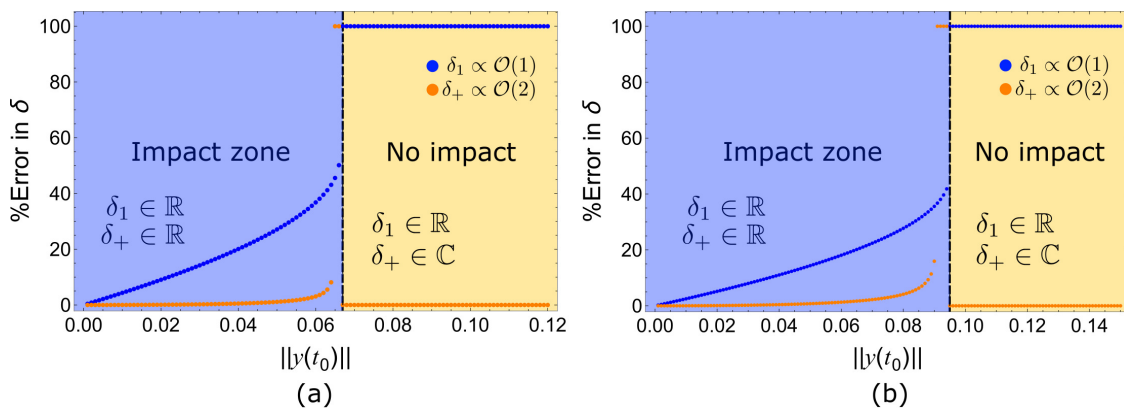 100
80
60
40
20
0
%Error in δ
δ₁ ∝ 𝒪(1)
δ₊ ∝ 𝒪(2)
Impact zone
No impact
δ₁ ∈ ℝ
δ₊ ∈ ℝ
δ₁ ∈ ℝ
δ₊ ∈ ℂ
0.00 0.02 0.04 0.06 0.08 0.10 0.12
||y(t₀)||
(a)
100
80
60
40
20
0
%Error in δ
δ₁ ∝ 𝒪(1)
δ₊ ∝ 𝒪(2)
Impact zone
No impact
δ₁ ∈ ℝ
δ₊ ∈ ℝ
δ₁ ∈ ℝ
δ₊ ∈ ℂ
0.00 0.02 0.04 0.06 0.08 0.10 0.12 0.14
||y(t₀)||
(b)